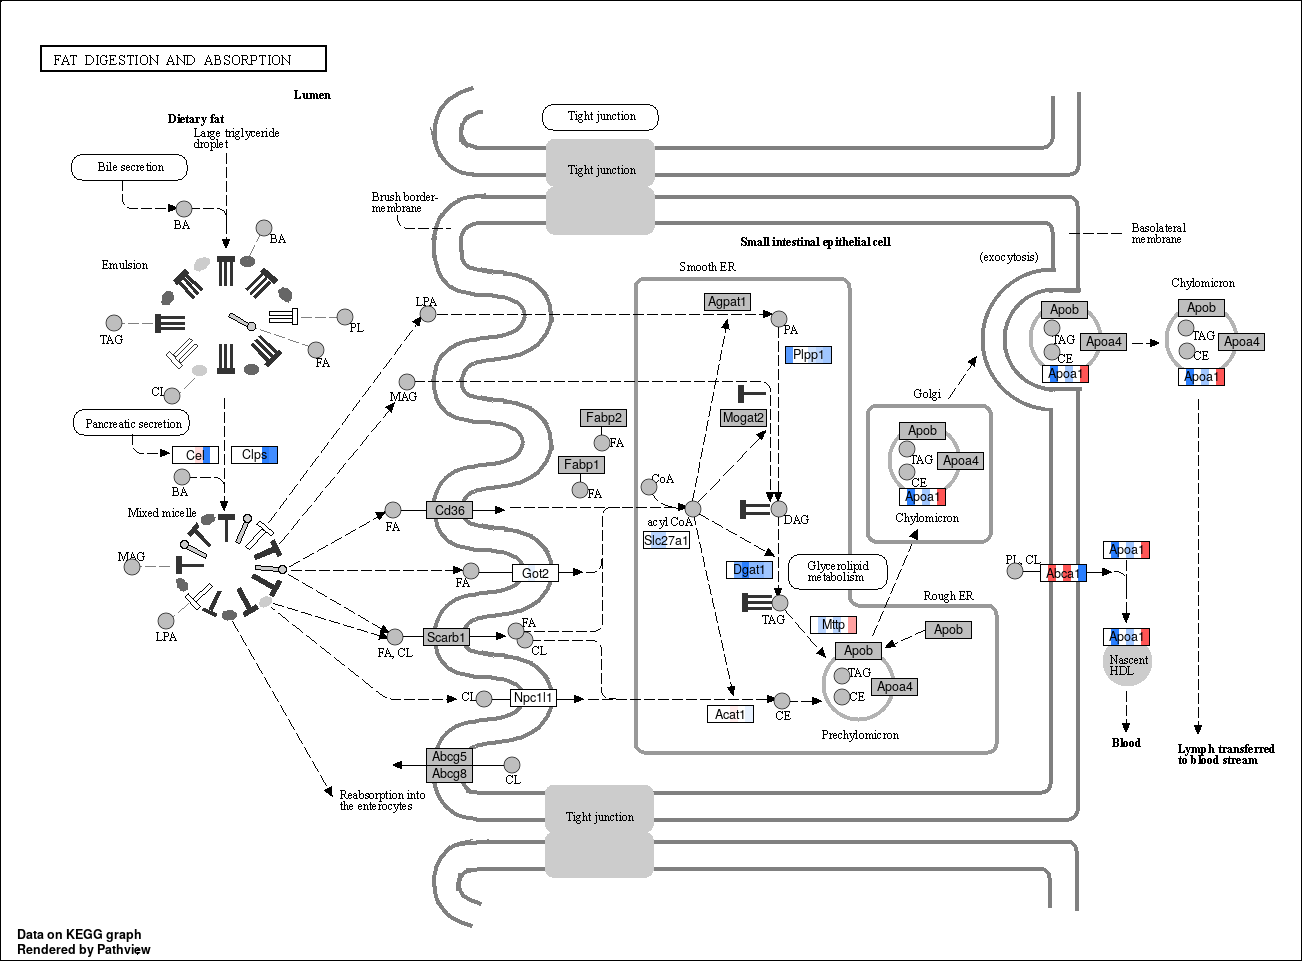 FAT DIGESTION AND ABSORPTION
Lumen
Dietary fat
Large triglyceride
droplet
Bile secretion
BA
BA
Emulsion
TAG
PL
FA
CL
Pancreatic secretion
Cel
Clps
BA
Mixed micelle
MAG
LPA
Reabsorption into
the enterocytes
Tight junction
Tight junction
Brush border-
membrane
Small intestinal epithelial cell
Basolateral
membrane
(exocytosis)
Smooth ER
LPA
Agpat1
PA
Plpp1
MAG
Mogat2
Fabp2
FA
Fabp1
FA
CoA
acyl CoA
Slc27a1
DAG
Dgat1
Glycerolipid
metabolism
TAG
FA
Cd36
FA
Got2
FA, CL
Scarb1
FA
CL
CL
Npc1l1
Acat1
CE
Abcg5
Abcg8
CL
Mttp
Rough ER
Apob
Apob
TAG
Apoa4
CE
Prechylomicron
Golgi
Apob
TAG
Apoa4
CE
Apoa1
Chylomicron
Apob
TAG
Apoa4
CE
Apoa1
Chylomicron
Apob
TAG
Apoa4
CE
Apoa1
PL, CL
Abca1
Apoa1
Apoa1
Nascent
HDL
Blood
Lymph transferred
to blood stream
Tight junction
Data on KEGG graph
Rendered by Pathview